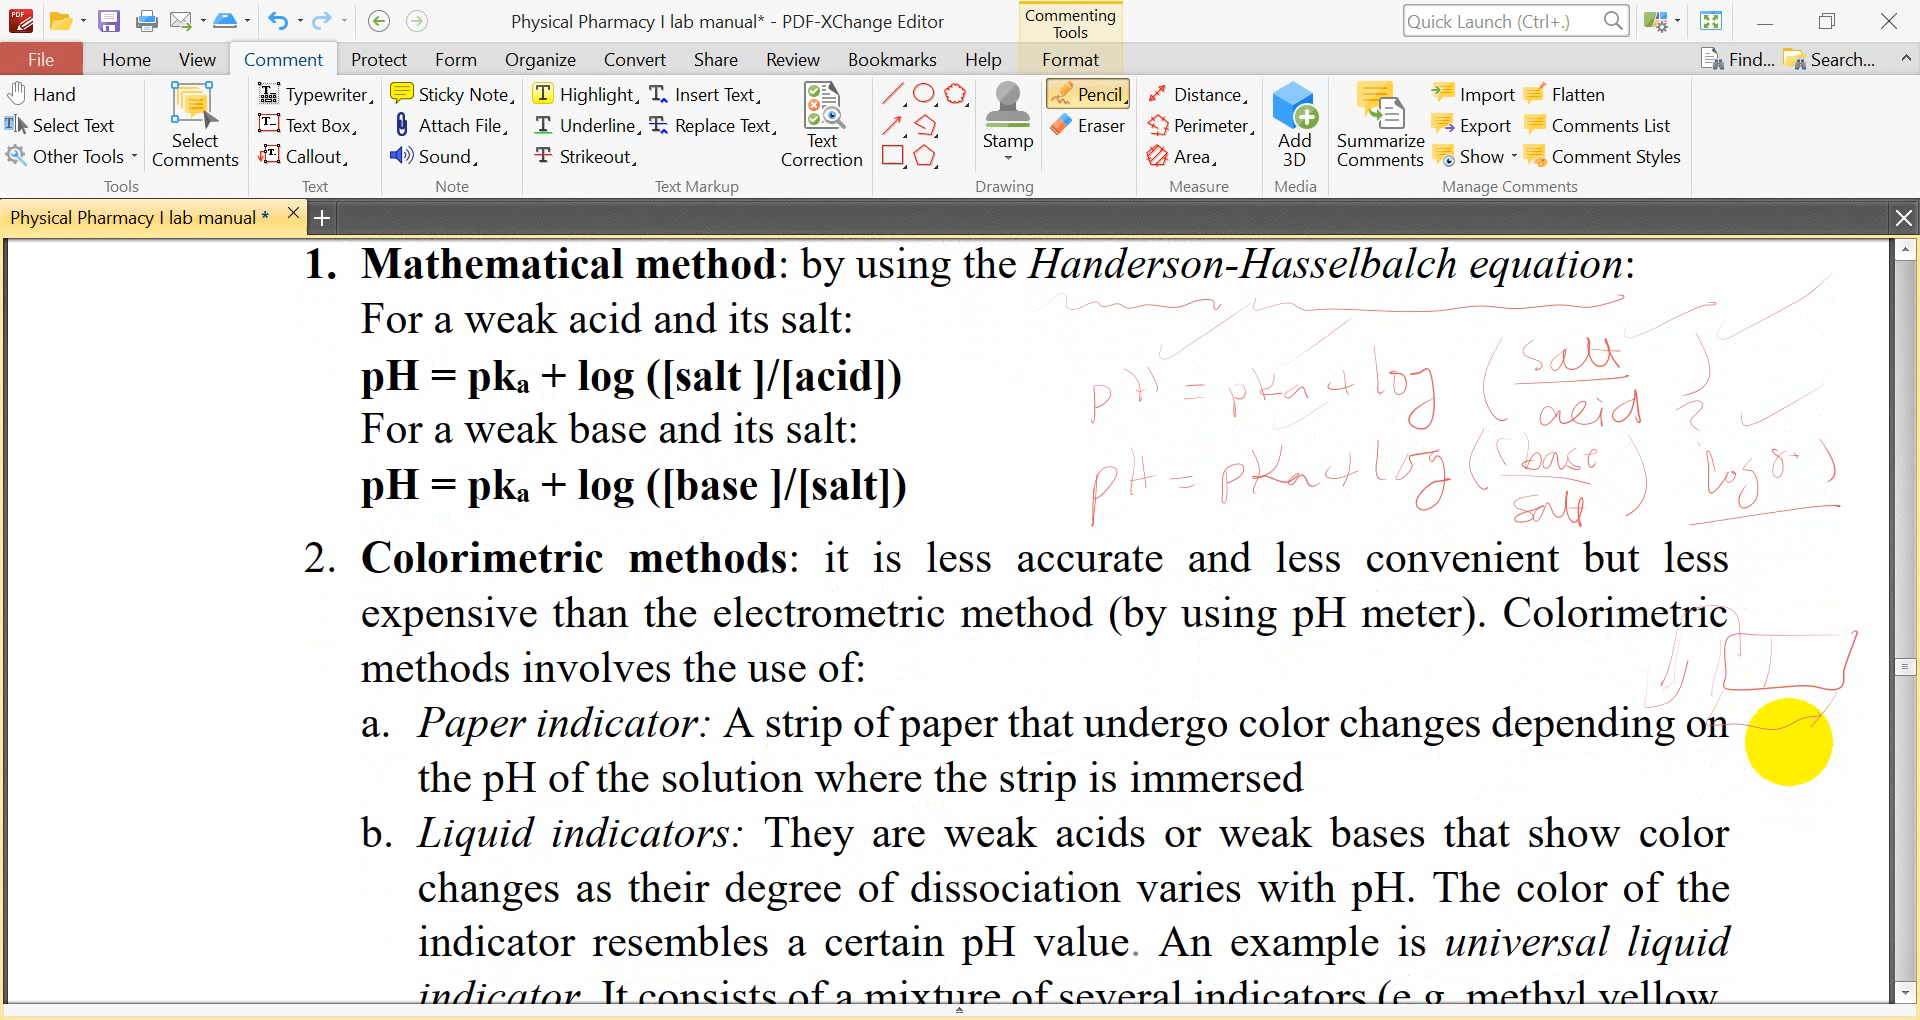 Physical Pharmacy I lab manual* - PDF-XChange Editor
Commenting Tools
Quick Launch (Ctrl+.)
File Home View Comment Protect Form Organize Convert Share Review Bookmarks Help Format Find... Search...
Hand
Select Text
Other Tools
Select Comments
Tools
Typewriter
Text Box
Callout
Text
Sticky Note
Attach File
Sound
Note
Highlight
Underline
Strikeout
Insert Text
Replace Text
Text Correction
Text Markup
Stamp
Pencil
Eraser
Drawing
Distance
Perimeter
Area
Measure
Add 3D
Media
Summarize Comments
Import
Export
Show
Flatten
Comments List
Comment Styles
Manage Comments
Physical Pharmacy I lab manual *
1. Mathematical method: by using the Handerson-Hasselbalch equation:
For a weak acid and its salt:
pH = pkₐ + log ([salt ]/[acid])
For a weak base and its salt:
pH = pkₐ + log ([base ]/[salt])
pH = pKa + log (salt / acid)
pH = pKa + log (base / salt)
2. Colorimetric methods: it is less accurate and less convenient but less
expensive than the electrometric method (by using pH meter). Colorimetric
methods involves the use of:
a. Paper indicator: A strip of paper that undergo color changes depending on
the pH of the solution where the strip is immersed
b. Liquid indicators: They are weak acids or weak bases that show color
changes as their degree of dissociation varies with pH. The color of the
indicator resembles a certain pH value. An example is universal liquid
indicator. It consists of a mixture of several indicators (e.g. methyl yellow,